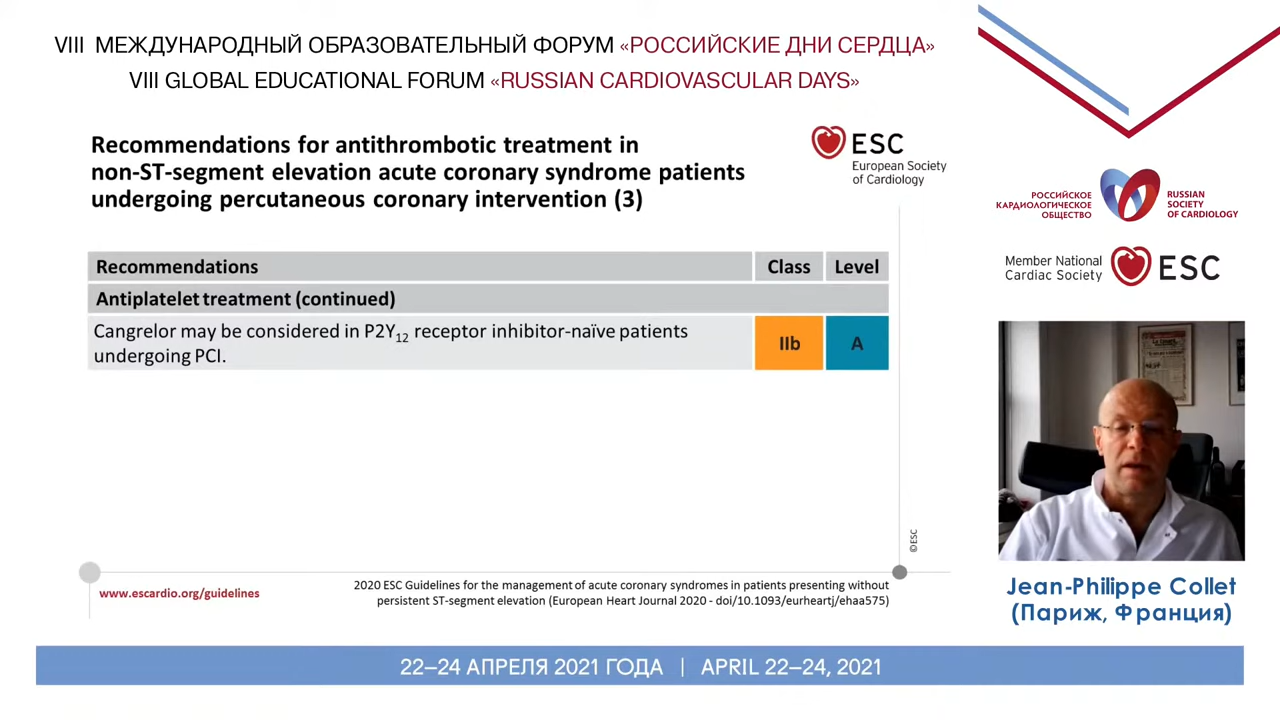 VIII МЕЖДУНАРОДНЫЙ ОБРАЗОВАТЕЛЬНЫЙ ФОРУМ «РОССИЙСКИЕ ДНИ СЕРДЦА»
VIII GLOBAL EDUCATIONAL FORUM «RUSSIAN CARDIOVASCULAR DAYS»
Recommendations for antithrombotic treatment in
non-ST-segment elevation acute coronary syndrome patients
undergoing percutaneous coronary intervention (3)
ESC
European Society
of Cardiology
Recommendations Class Level
Antiplatelet treatment (continued)
Cangrelor may be considered in P2Y12 receptor inhibitor-naïve patients
undergoing PCI.
IIb A
©ESC
www.escardio.org/guidelines
2020 ESC Guidelines for the management of acute coronary syndromes in patients presenting without
persistent ST-segment elevation (European Heart Journal 2020 - doi/10.1093/eurheartj/ehaa575)
РОССИЙСКОЕ
КАРДИОЛОГИЧЕСКОЕ
ОБЩЕСТВО
RUSSIAN
SOCIETY
OF CARDIOLOGY
Member National
Cardiac Society
ESC
Jean-Philippe Collet
(Париж, Франция)
22–24 АПРЕЛЯ 2021 ГОДА | APRIL 22–24, 2021